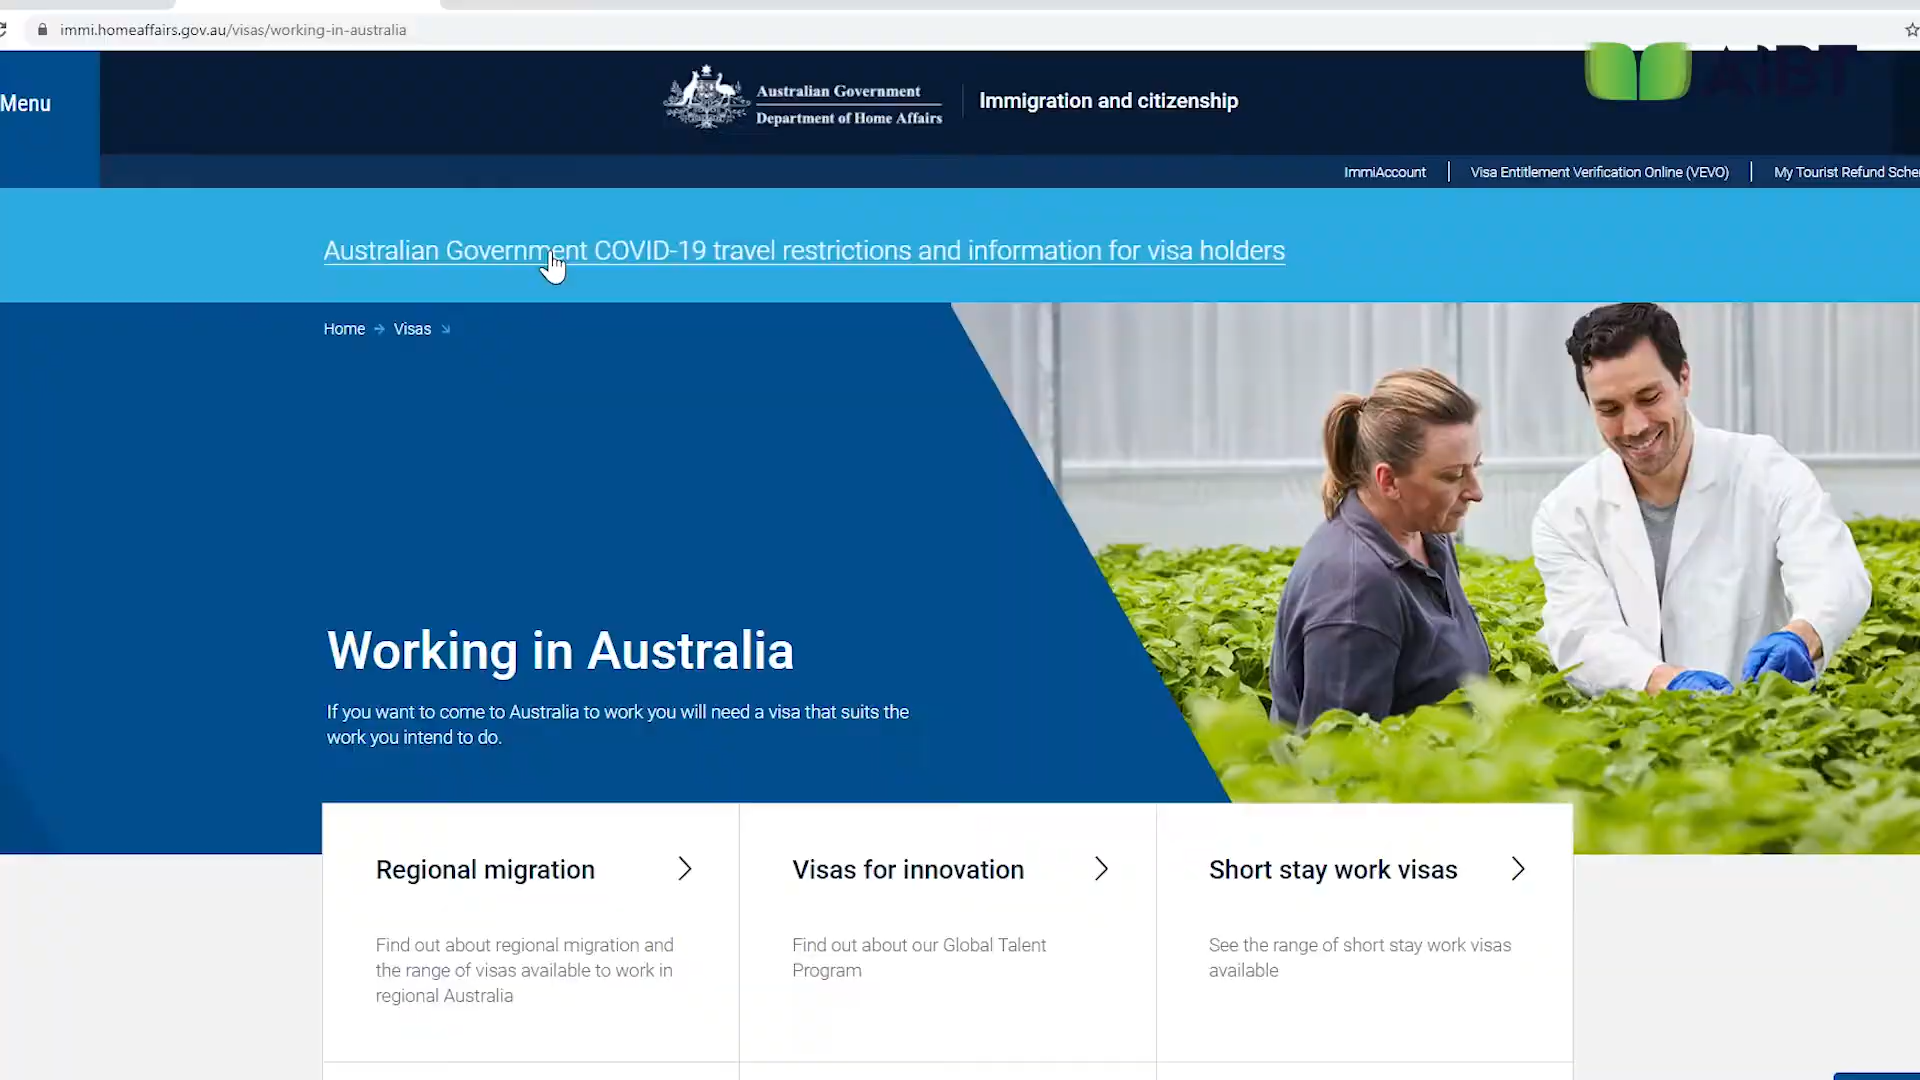 immi.homeaffairs.gov.au/visas/working-in-australia
AiBT
Menu
Australian Government
Department of Home Affairs
Immigration and citizenship
ImmiAccount
Visa Entitlement Verification Online (VEVO)
My Tourist Refund Sche
Australian Government COVID-19 travel restrictions and information for visa holders
Home
Visas
Working in Australia
If you want to come to Australia to work you will need a visa that suits the
work you intend to do.
Regional migration
Find out about regional migration and
the range of visas available to work in
regional Australia
Visas for innovation
Find out about our Global Talent
Program
Short stay work visas
See the range of short stay work visas
available